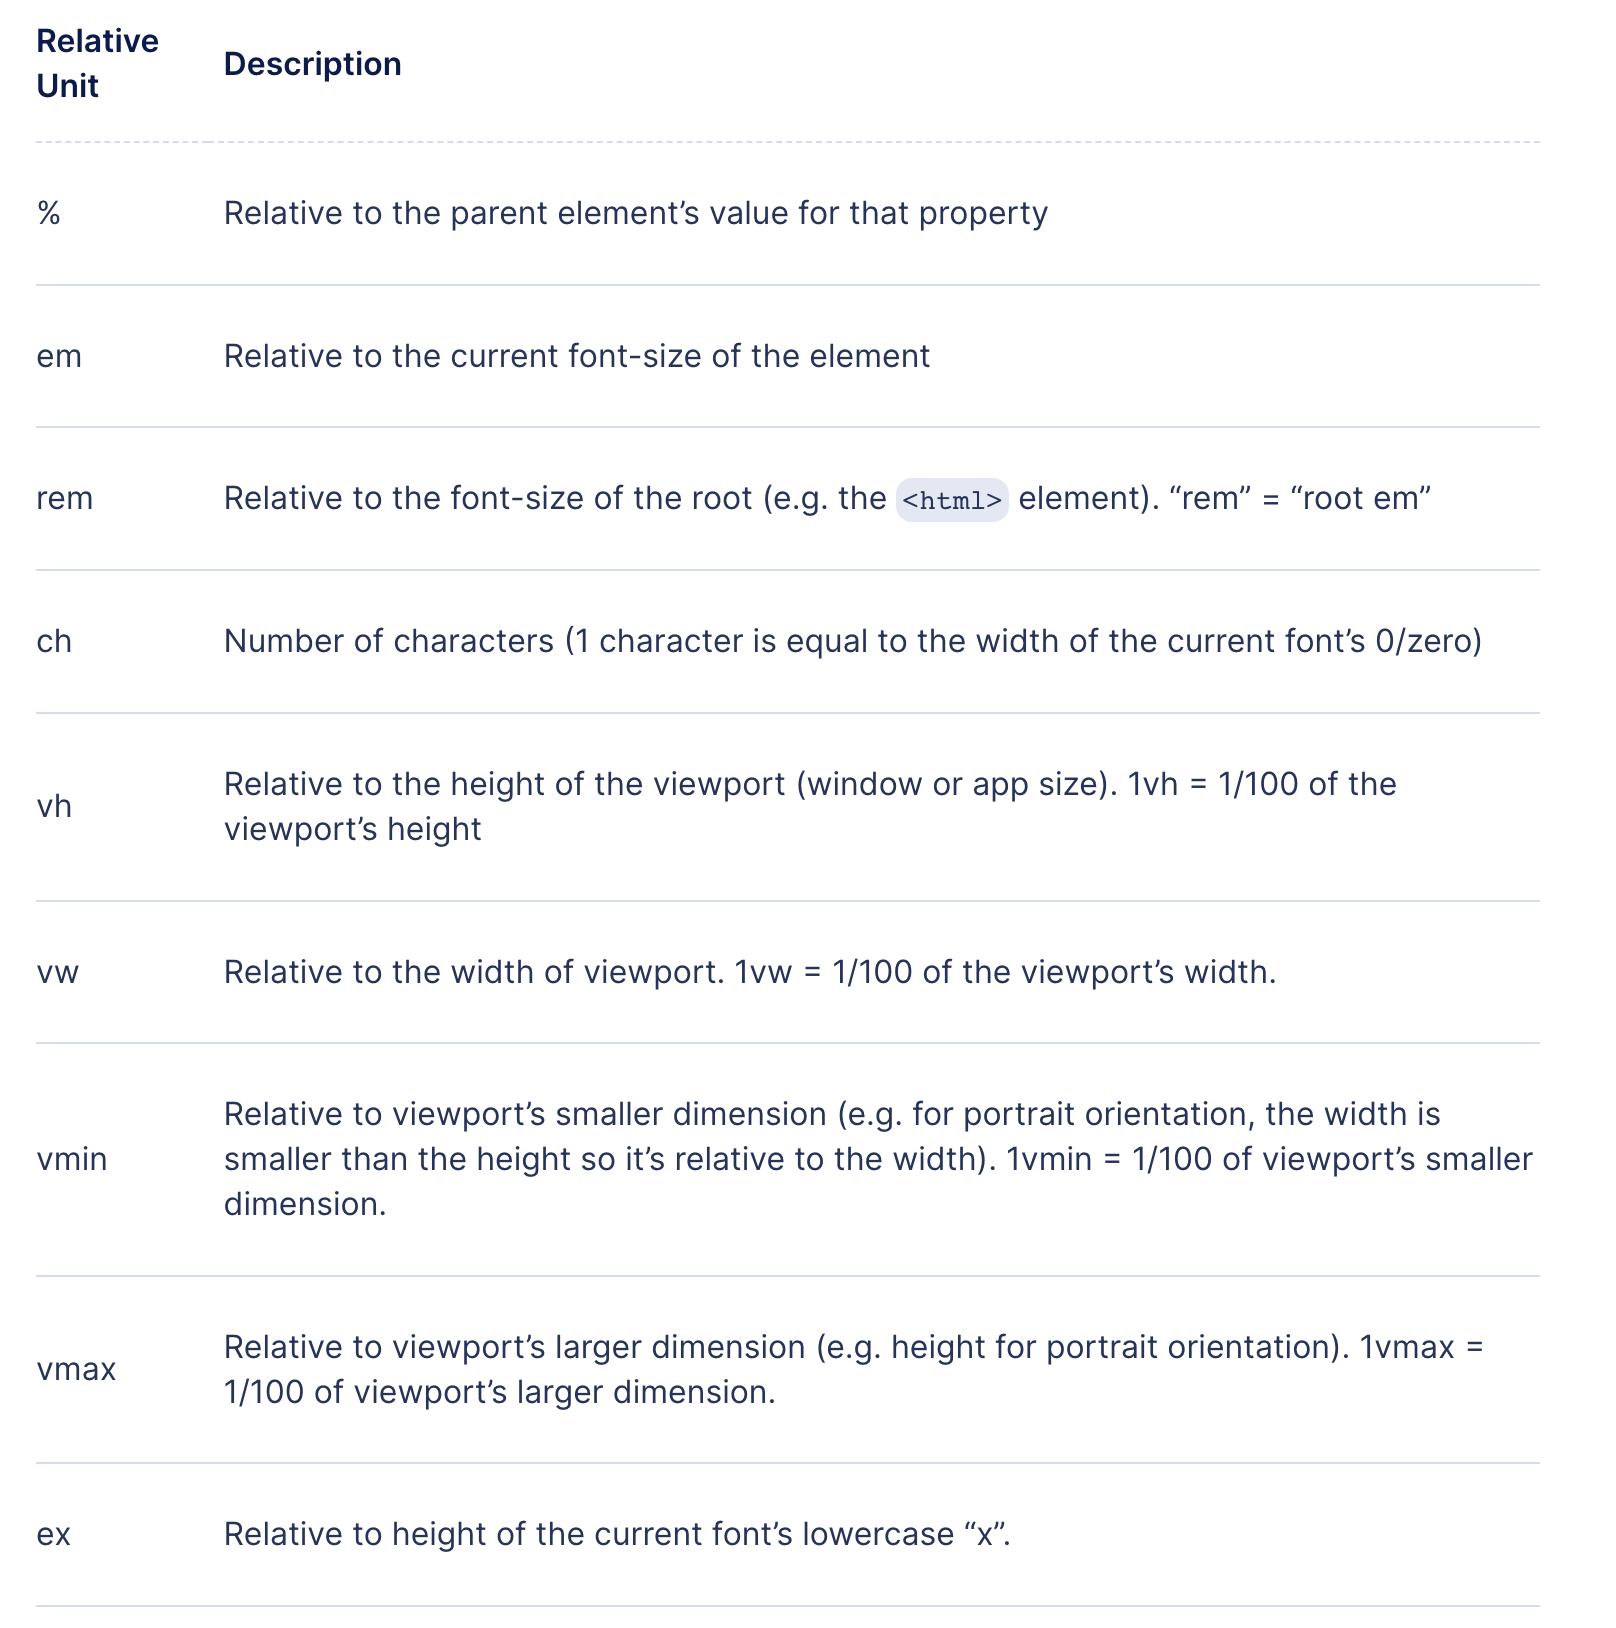 Relative
Unit
Description
%
Relative to the parent element’s value for that property
em
Relative to the current font-size of the element
rem
Relative to the font-size of the root (e.g. the <html> element). “rem” = “root em”
ch
Number of characters (1 character is equal to the width of the current font’s 0/zero)
vh
Relative to the height of the viewport (window or app size). 1vh = 1/100 of the
viewport’s height
vw
Relative to the width of viewport. 1vw = 1/100 of the viewport’s width.
vmin
Relative to viewport’s smaller dimension (e.g. for portrait orientation, the width is
smaller than the height so it’s relative to the width). 1vmin = 1/100 of viewport’s smaller
dimension.
vmax
Relative to viewport’s larger dimension (e.g. height for portrait orientation). 1vmax =
1/100 of viewport’s larger dimension.
ex
Relative to height of the current font’s lowercase “x”.